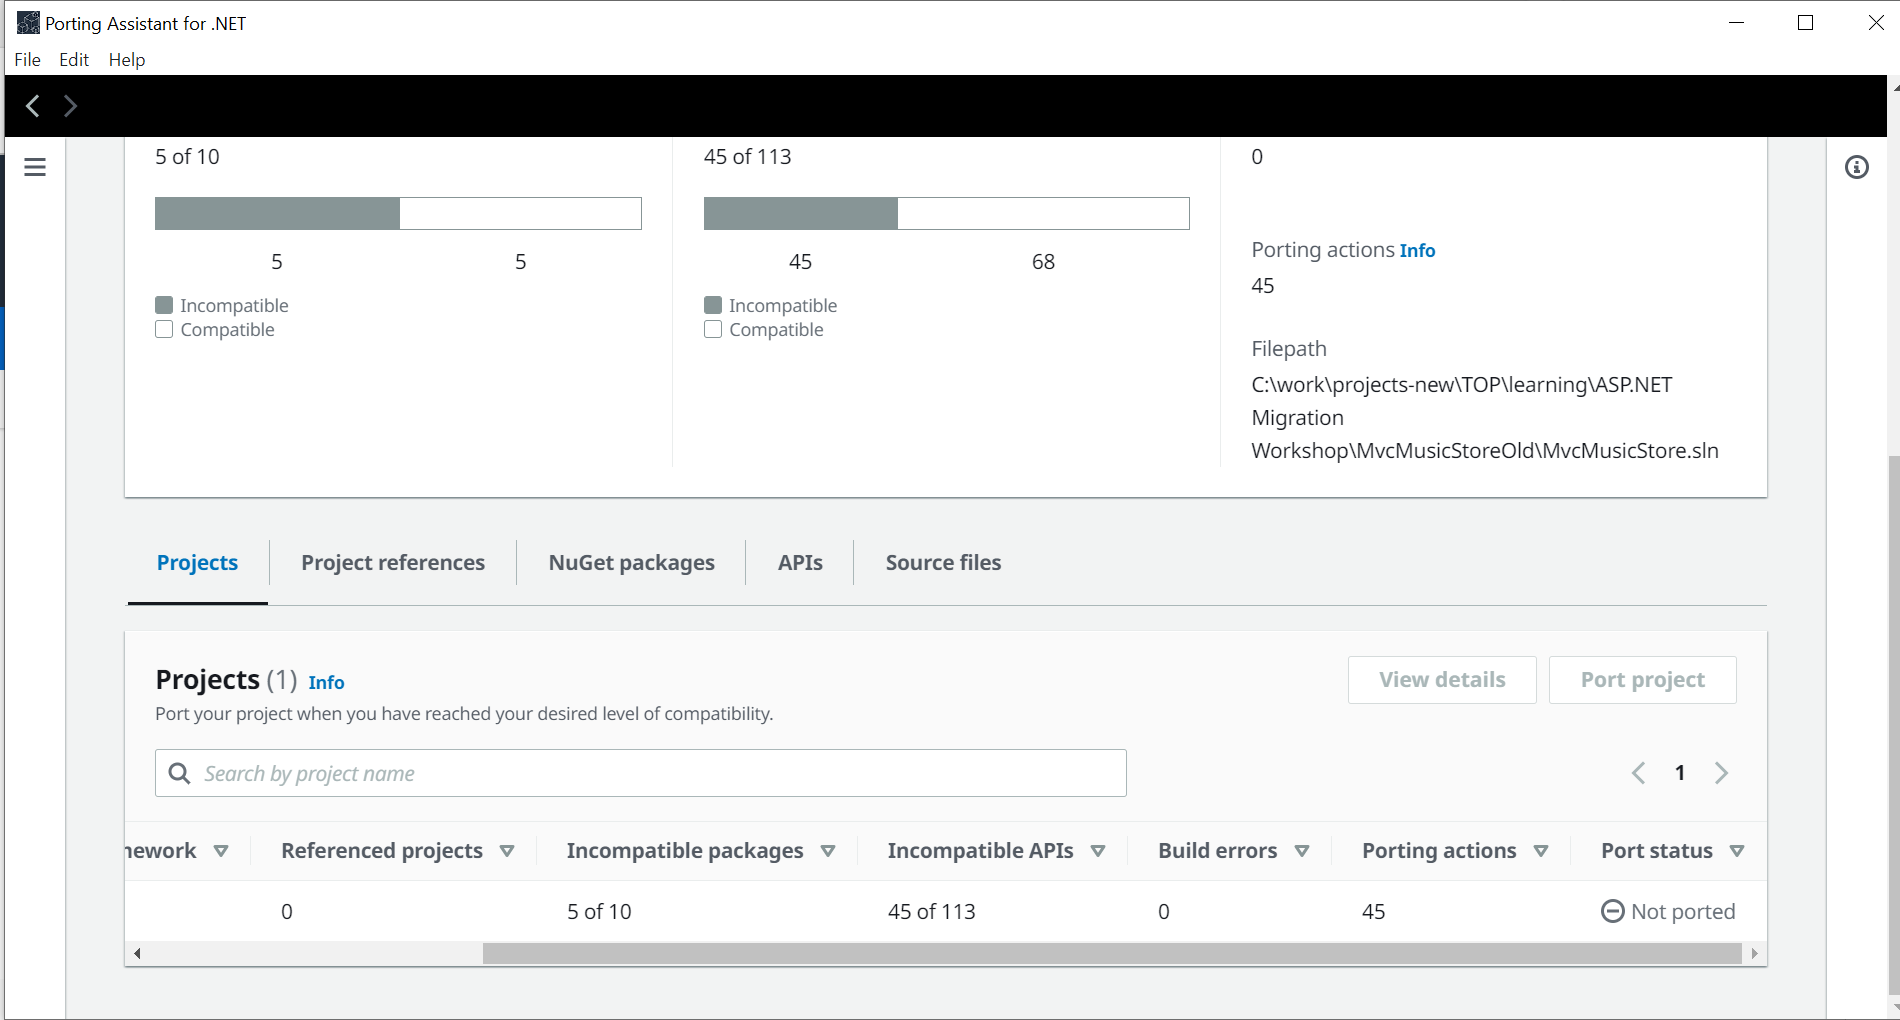 Porting Assistant for .NET
File Edit Help
5 of 10
5 5
Incompatible
Compatible
45 of 113
45 68
Incompatible
Compatible
0
Porting actions Info
45
Filepath
C:\work\projects-new\TOP\learning\ASP.NET
Migration
Workshop\MvcMusicStoreOld\MvcMusicStore.sln
Projects Project references NuGet packages APIs Source files
Projects (1) Info
View details Port project
Port your project when you have reached your desired level of compatibility.
Search by project name
1
nework Referenced projects Incompatible packages Incompatible APIs Build errors Porting actions Port status
0 5 of 10 45 of 113 0 45 Not ported